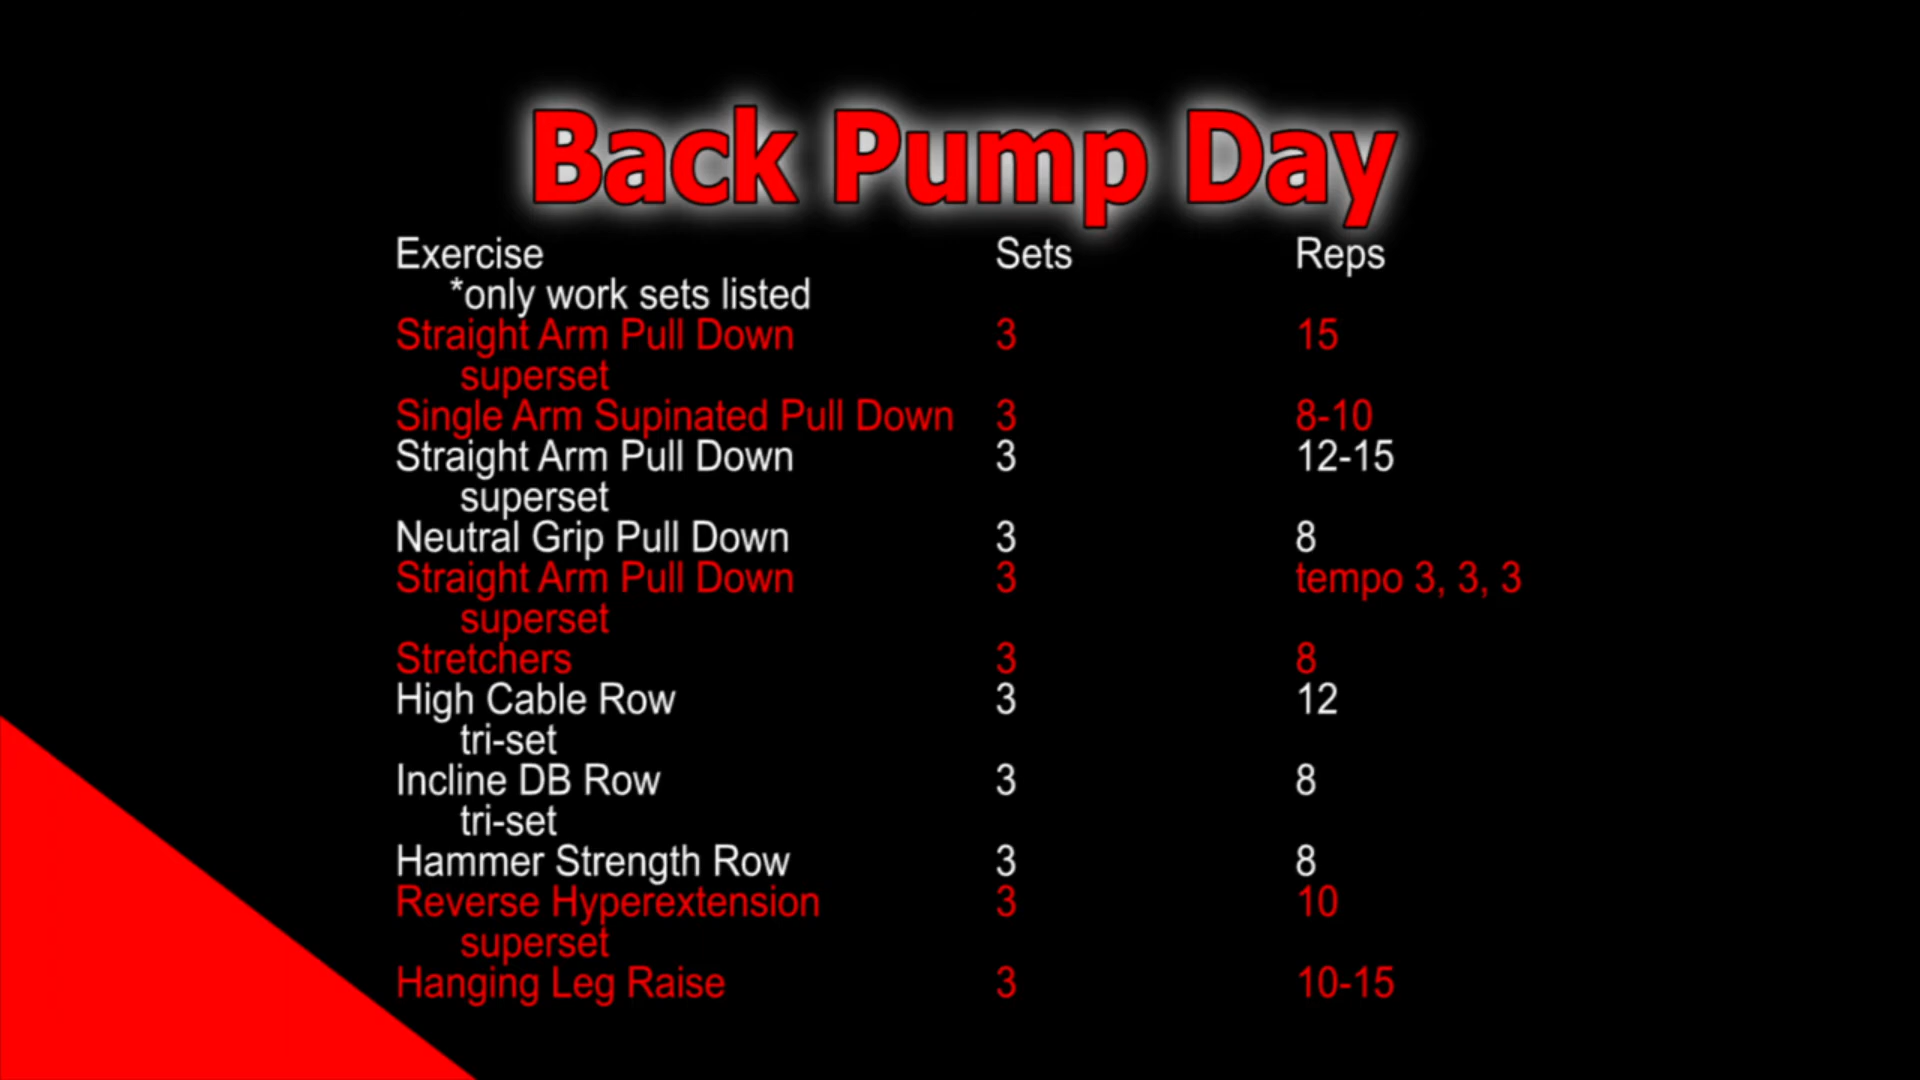 Back Pump Day
Exercise Sets Reps
*only work sets listed
Straight Arm Pull Down 3 15
superset
Single Arm Supinated Pull Down 3 8-10
Straight Arm Pull Down 3 12-15
superset
Neutral Grip Pull Down 3 8
Straight Arm Pull Down 3 tempo 3, 3, 3
superset
Stretchers 3 8
High Cable Row 3 12
tri-set
Incline DB Row 3 8
tri-set
Hammer Strength Row 3 8
Reverse Hyperextension 3 10
superset
Hanging Leg Raise 3 10-15